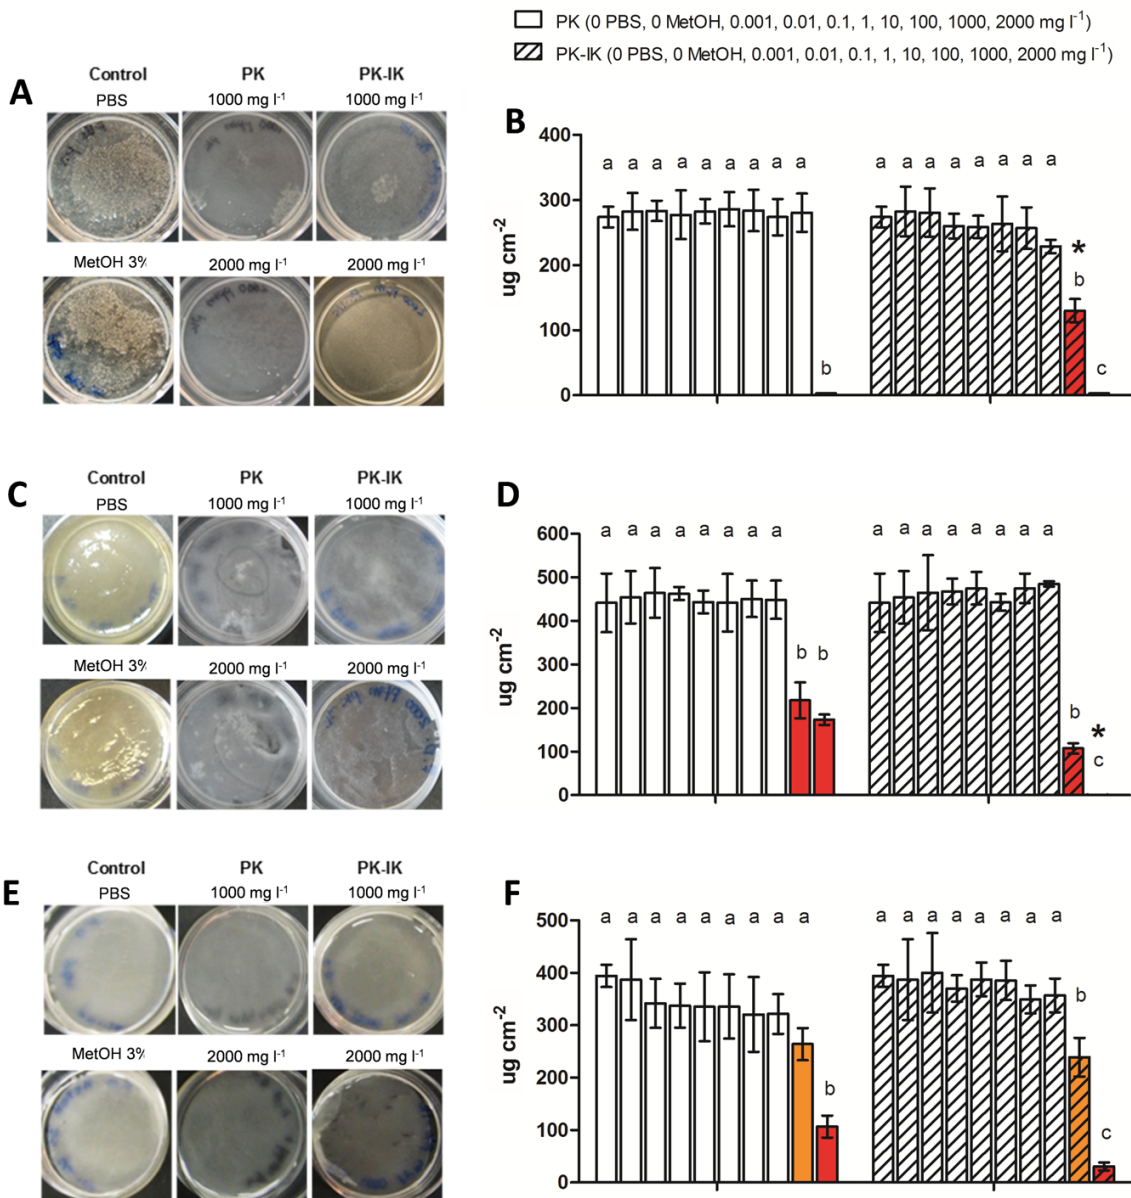 PK (0 PBS, 0 MetOH, 0.001, 0.01, 0.1, 1, 10, 100, 1000, 2000 mg l⁻¹)
PK-IK (0 PBS, 0 MetOH, 0.001, 0.01, 0.1, 1, 10, 100, 1000, 2000 mg l⁻¹)
A
Control PK PK-IK
PBS 1000 mg l⁻¹ 1000 mg l⁻¹
MetOH 3% 2000 mg l⁻¹ 2000 mg l⁻¹
B
400
300
200
100
0
ug cm⁻²
a a a a a a a a a b
a a a a a a a a * b c
C
Control PK PK-IK
PBS 1000 mg l⁻¹ 1000 mg l⁻¹
MetOH 3% 2000 mg l⁻¹ 2000 mg l⁻¹
D
600
500
400
300
200
100
0
ug cm⁻²
a a a a a a a a b b
a a a a a a a a b * c
E
Control PK PK-IK
PBS 1000 mg l⁻¹ 1000 mg l⁻¹
MetOH 3% 2000 mg l⁻¹ 2000 mg l⁻¹
F
500
400
300
200
100
0
ug cm⁻²
a a a a a a a a a b
a a a a a a a a b c